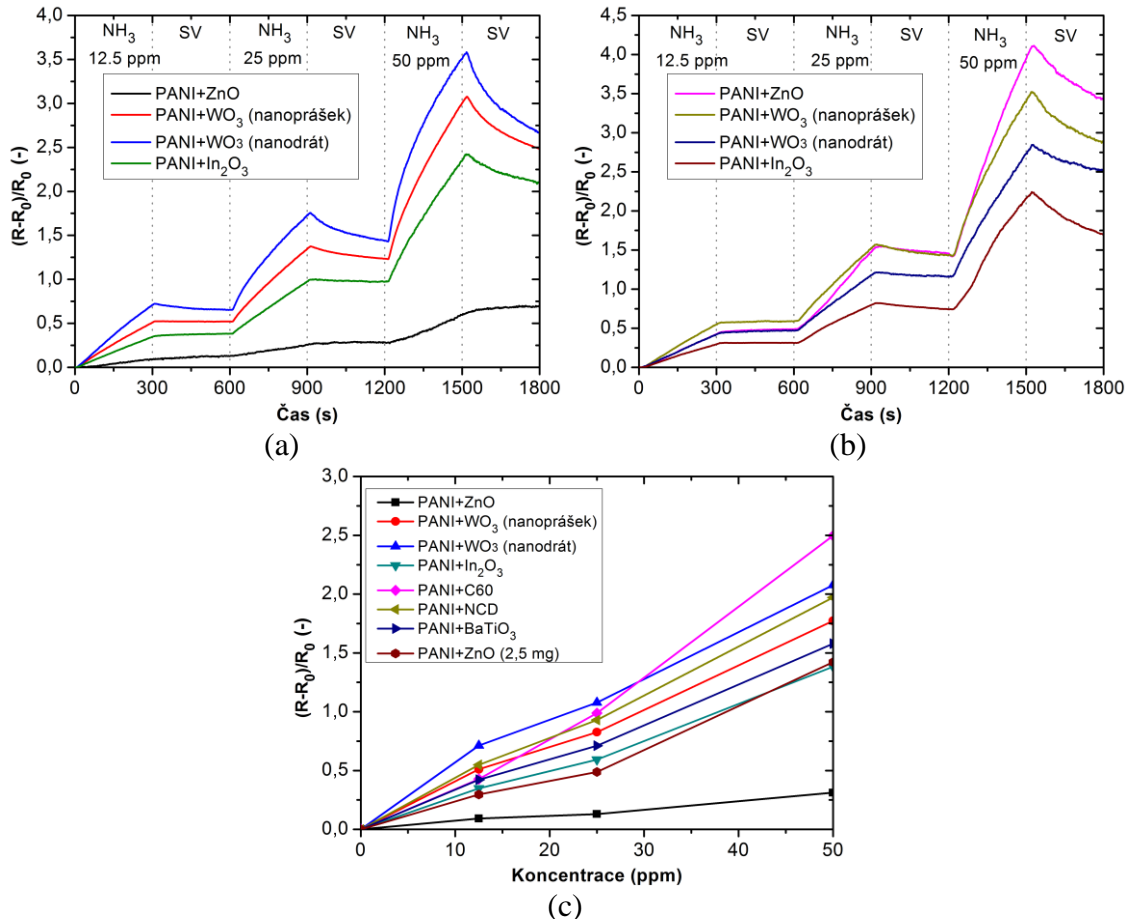 NH3 SV NH3 SV NH3 SV
12.5 ppm 25 ppm 50 ppm
4,0
3,5
3,0
2,5
2,0
1,5
1,0
0,5
0,0
(R-R0)/R0 (-)
PANI+ZnO
PANI+WO3 (nanoprášek)
PANI+WO3 (nanodrát)
PANI+In2O3
0 300 600 900 1200 1500 1800
Čas (s)
(a)
NH3 SV NH3 SV NH3 SV
12.5 ppm 25 ppm 50 ppm
4,5
4,0
3,5
3,0
2,5
2,0
1,5
1,0
0,5
0,0
(R-R0)/R0 (-)
PANI+ZnO
PANI+WO3 (nanoprášek)
PANI+WO3 (nanodrát)
PANI+In2O3
0 300 600 900 1200 1500 1800
Čas (s)
(b)
3,0
2,5
2,0
1,5
1,0
0,5
0,0
(R-R0)/R0 (-)
PANI+ZnO
PANI+WO3 (nanoprášek)
PANI+WO3 (nanodrát)
PANI+In2O3
PANI+C60
PANI+NCD
PANI+BaTiO3
PANI+ZnO (2,5 mg)
0 10 20 30 40 50
Koncentrace (ppm)
(c)